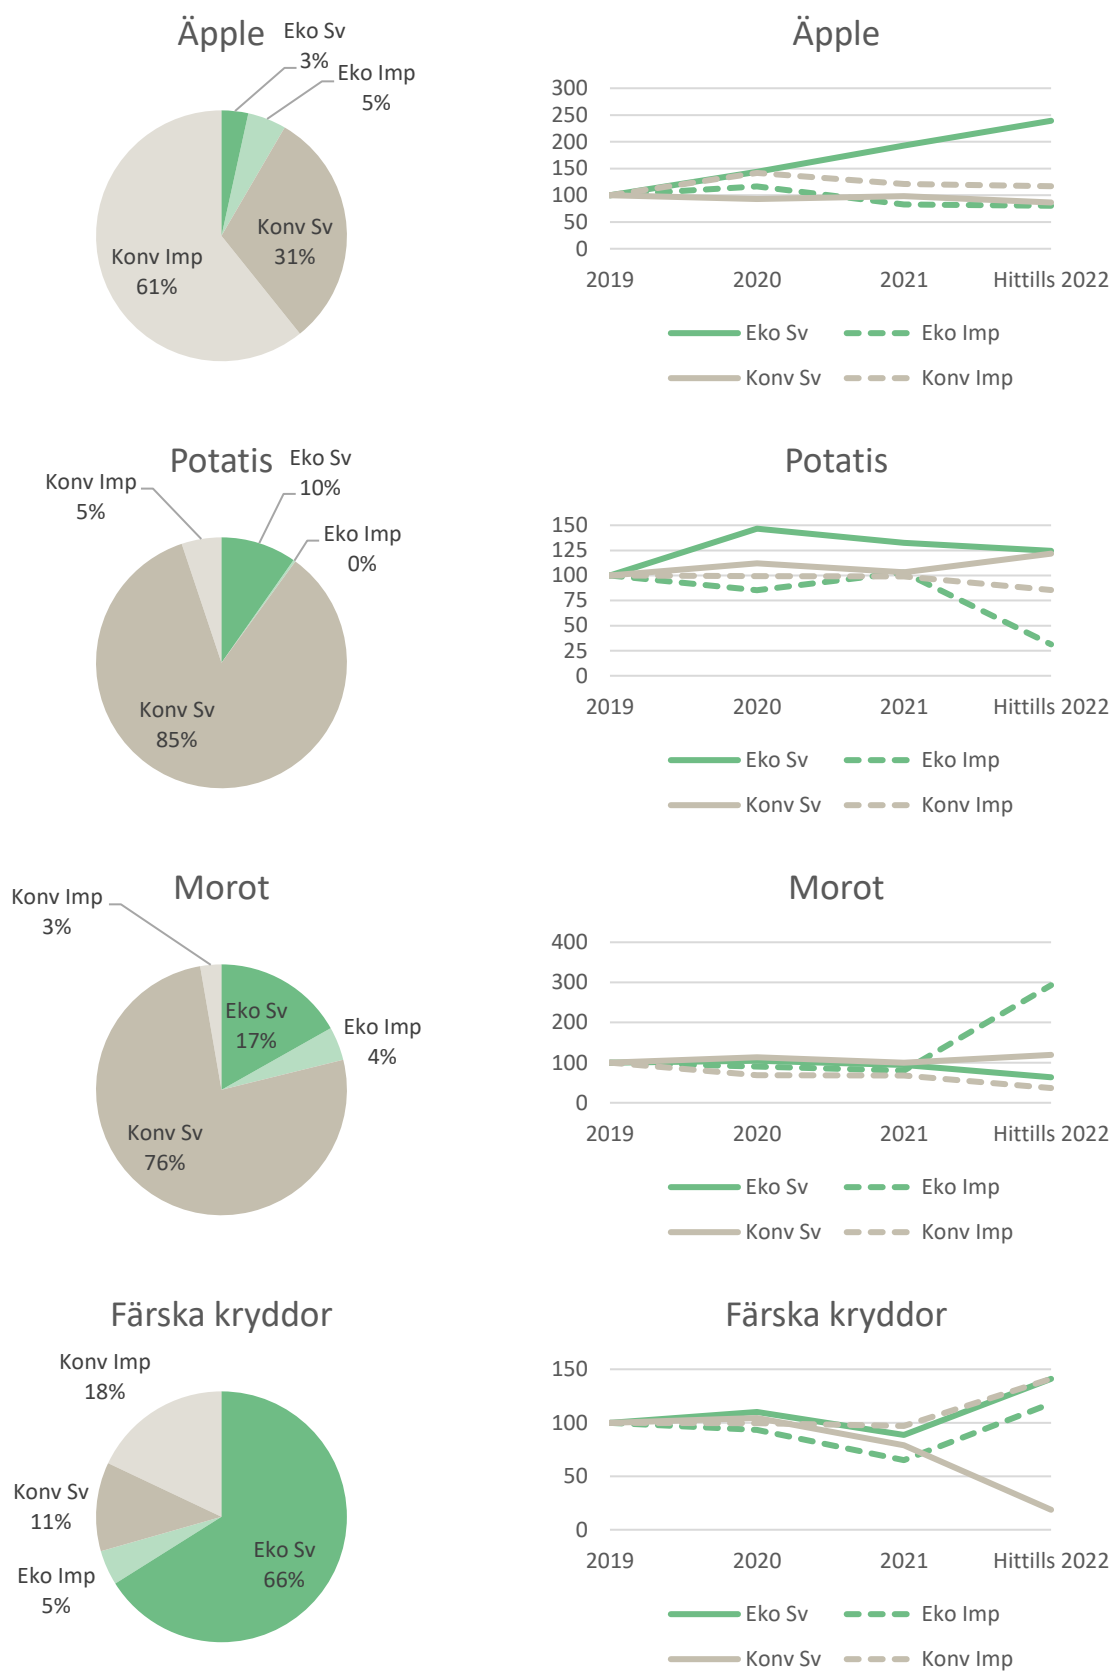 Äpple
Eko Sv
3%
Eko Imp
5%
Konv Sv
31%
Konv Imp
61%
Äpple
300
250
200
150
100
50
0
2019 2020 2021 Hittills 2022
Eko Sv Eko Imp
Konv Sv Konv Imp
Potatis
Eko Sv
10%
Konv Imp
5%
Eko Imp
0%
Konv Sv
85%
Potatis
150
125
100
75
50
25
0
2019 2020 2021 Hittills 2022
Eko Sv Eko Imp
Konv Sv Konv Imp
Morot
Konv Imp
3%
Eko Sv
17%
Eko Imp
4%
Konv Sv
76%
Morot
400
300
200
100
0
2019 2020 2021 Hittills 2022
Eko Sv Eko Imp
Konv Sv Konv Imp
Färska kryddor
Konv Imp
18%
Konv Sv
11%
Eko Sv
66%
Eko Imp
5%
Färska kryddor
150
100
50
0
2019 2020 2021 Hittills 2022
Eko Sv Eko Imp
Konv Sv Konv Imp